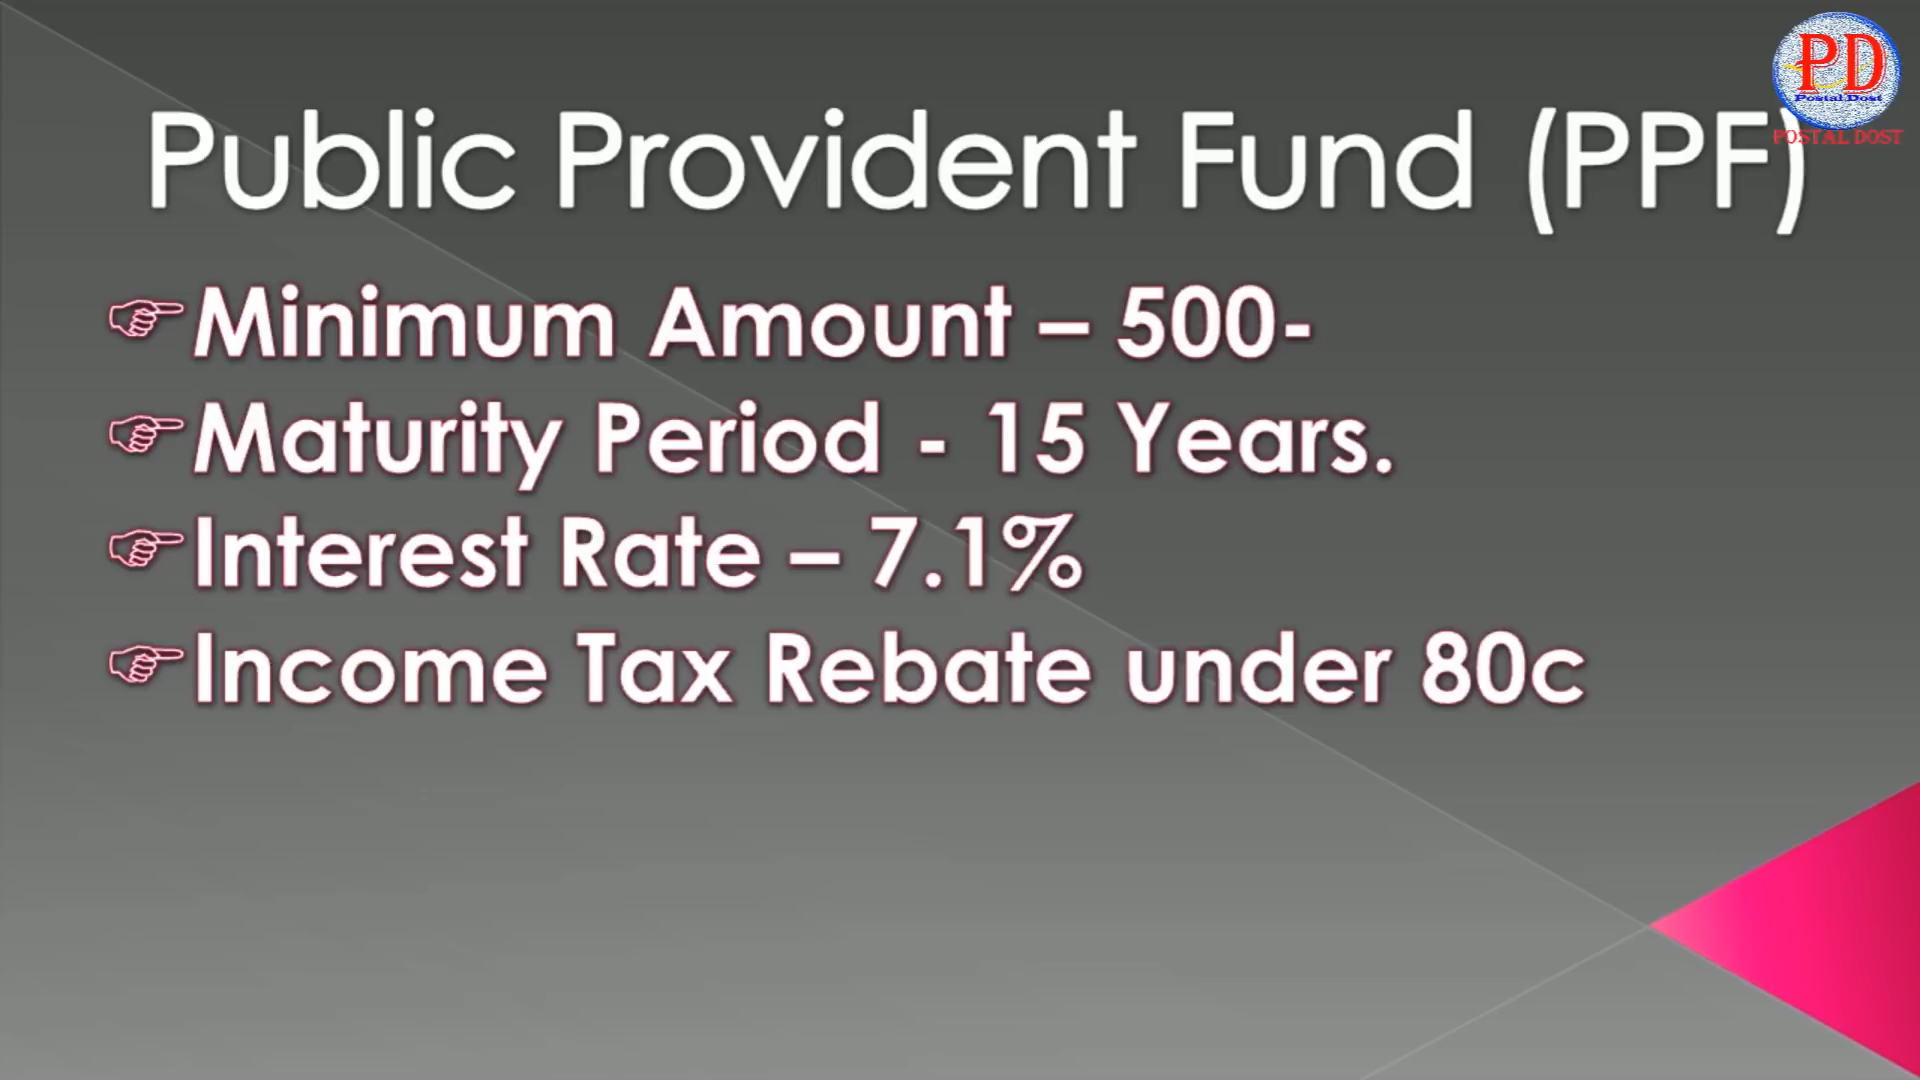 PD
Postal Dost
POSTAL DOST
Public Provident Fund (PPF)
☞Minimum Amount – 500-
☞Maturity Period - 15 Years.
☞Interest Rate – 7.1%
☞Income Tax Rebate under 80c